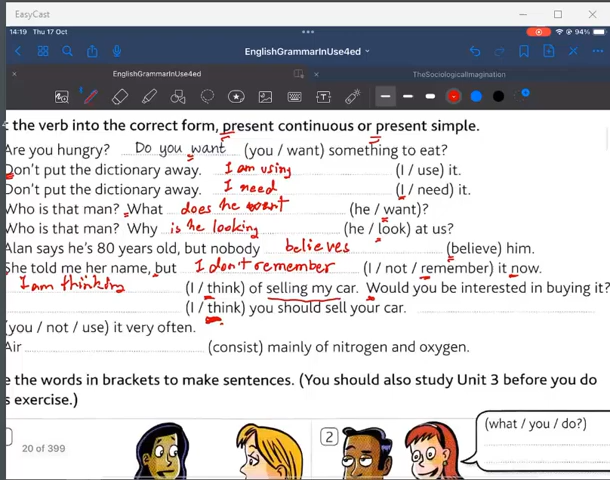 EasyCast
14:19 Thu 17 Oct
94%
EnglishGrammarInUse4ed
EnglishGrammarInUse4ed
TheSociologicalImagination
t the verb into the correct form, present continuous or present simple.
Are you hungry? Do you want (you / want) something to eat?
Don't put the dictionary away. I am using (I / use) it.
Don't put the dictionary away. I need (I / need) it.
Who is that man? What does he want (he / want)?
Who is that man? Why is he looking (he / look) at us?
Alan says he's 80 years old, but nobody believes (believe) him.
She told me her name, but I don't remember (I / not / remember) it now.
I am thinking (I / think) of selling my car. Would you be interested in buying it?
(I / think) you should sell your car.
(you / not / use) it very often.
Air (consist) mainly of nitrogen and oxygen.
e the words in brackets to make sentences. (You should also study Unit 3 before you do
s exercise.)
20 of 399
2
(what / you / do?)